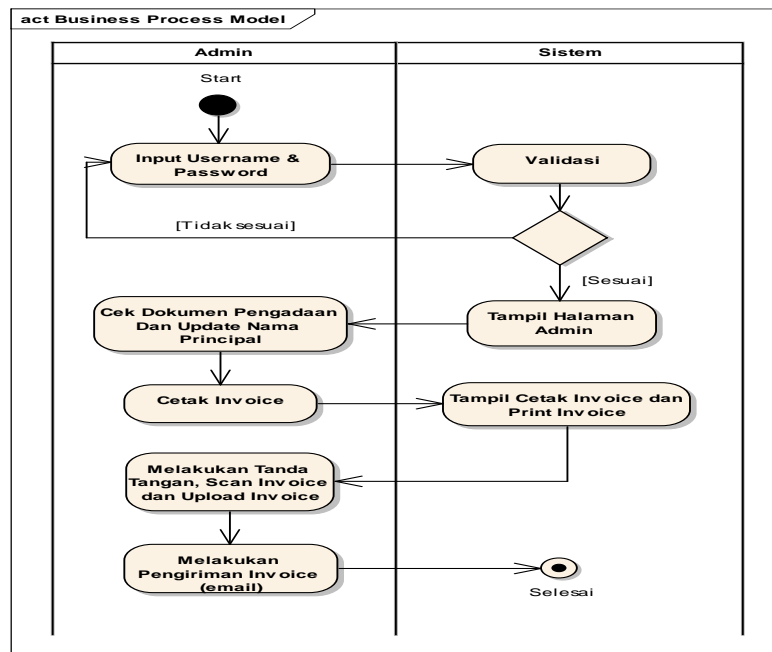 act Business Process Model
Admin
Sistem
Start
Input Username &
Password
Validasi
[Tidak sesuai]
[Sesuai]
Cek Dokumen Pengadaan
Dan Update Nama
Principal
Tampil Halaman
Admin
Cetak Invoice
Tampil Cetak Invoice dan
Print Invoice
Melakukan Tanda
Tangan, Scan Invoice
dan Upload Invoice
Melakukan
Pengiriman Invoice
(email)
Selesai